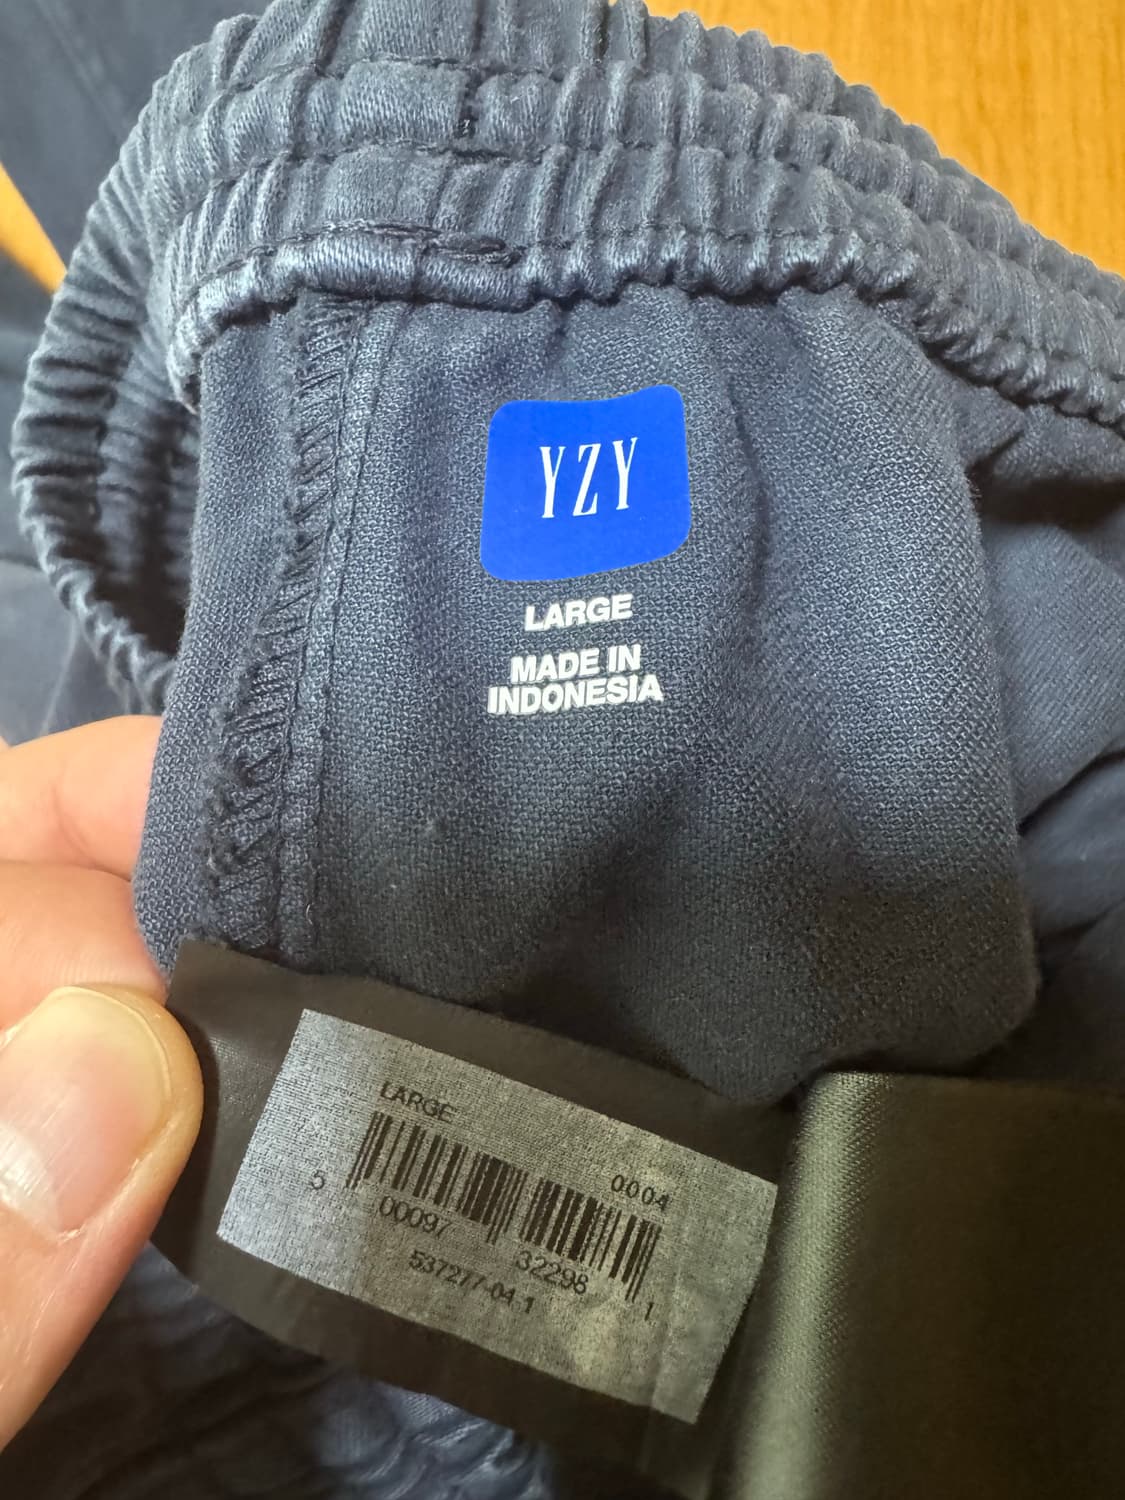 YZY
LARGE
MADE IN
INDONESIA
LARGE
0004
5 00097 32298 1
537277-04 1